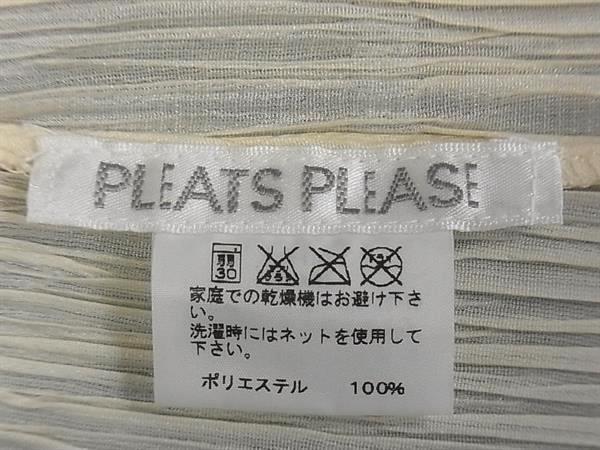 PLEATS PLEASE
30
家庭での乾燥機はお避け下さ
い。
洗濯時にはネットを使用して
下さい。
ポリエステル 100%